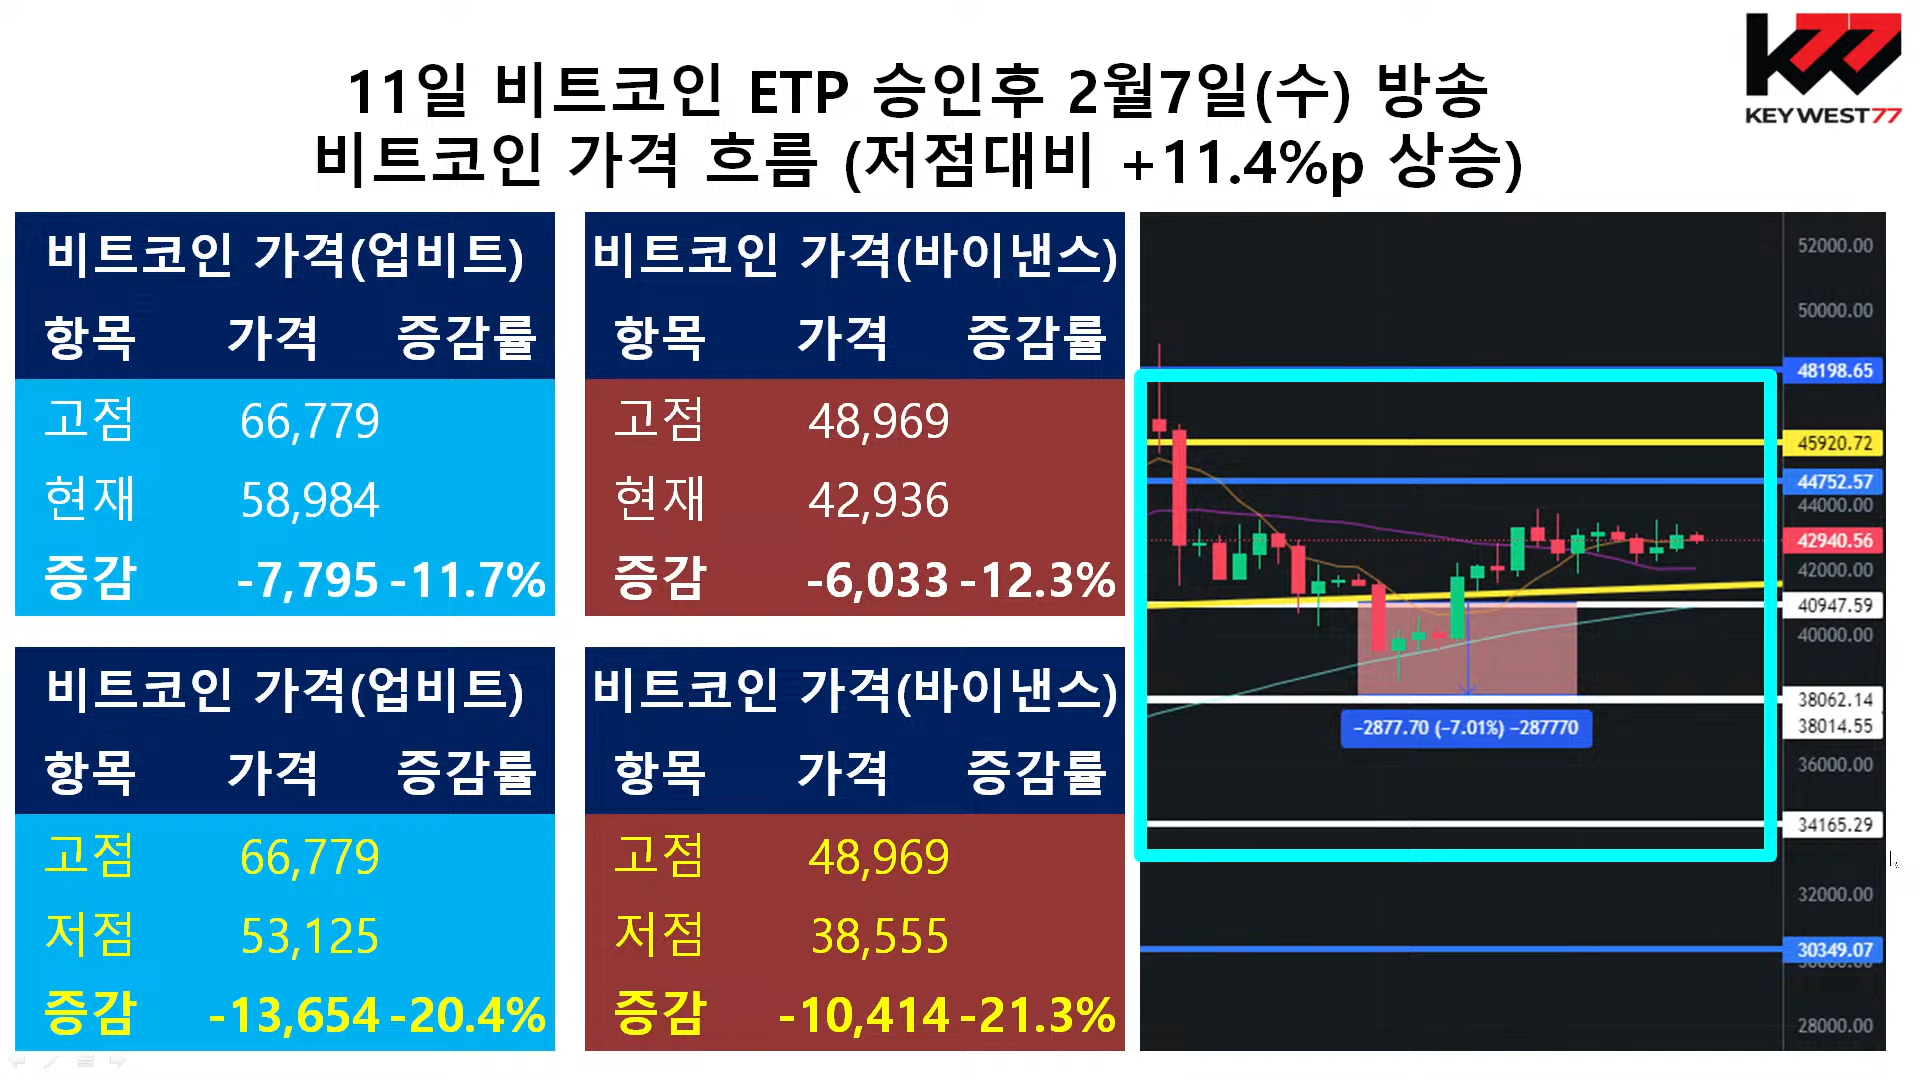 11일 비트코인 ETP 승인후 2월7일(수) 방송
비트코인 가격 흐름 (저점대비 +11.4%p 상승)
K77
KEYWEST77
비트코인 가격(업비트)
항목 가격 증감률
고점 66,779
현재 58,984
증감 -7,795 -11.7%
비트코인 가격(바이낸스)
항목 가격 증감률
고점 48,969
현재 42,936
증감 -6,033 -12.3%
비트코인 가격(업비트)
항목 가격 증감률
고점 66,779
저점 53,125
증감 -13,654 -20.4%
비트코인 가격(바이낸스)
항목 가격 증감률
고점 48,969
저점 38,555
증감 -10,414 -21.3%
52000.00
50000.00
48198.65
45920.72
44752.57
44000.00
42940.56
42000.00
40947.59
40000.00
38062.14
38014.55
−2877.70 (−7.01%) −287770
36000.00
34165.29
32000.00
30349.07
28000.00